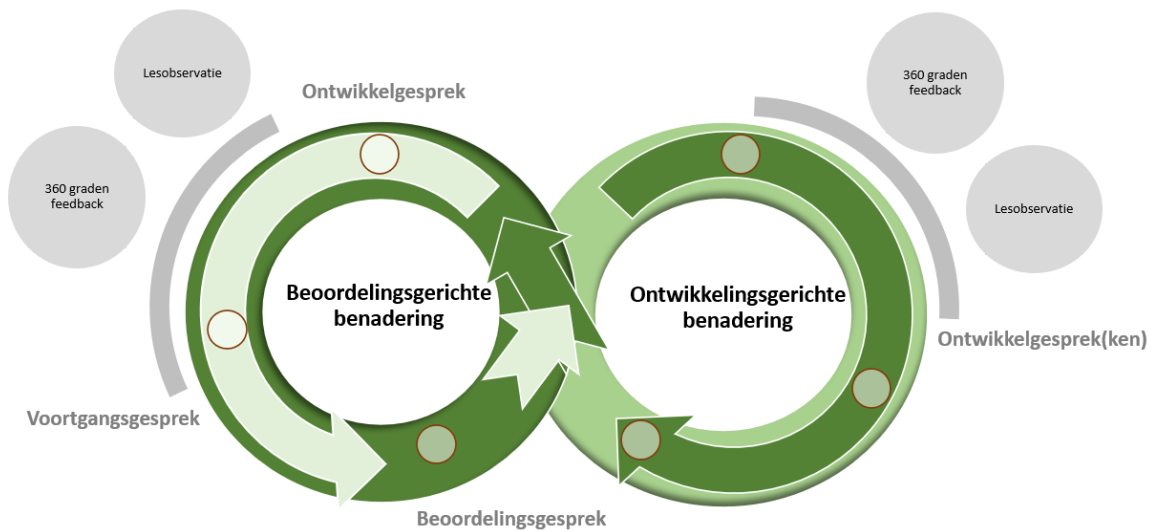 Lesobservatie
360 graden
feedback
Ontwikkelgesprek
360 graden
feedback
Lesobservatie
Beoordelingsgerichte
benadering
Ontwikkelingsgerichte
benadering
Ontwikkelgesprek(ken)
Voortgangsgesprek
Beoordelingsgesprek